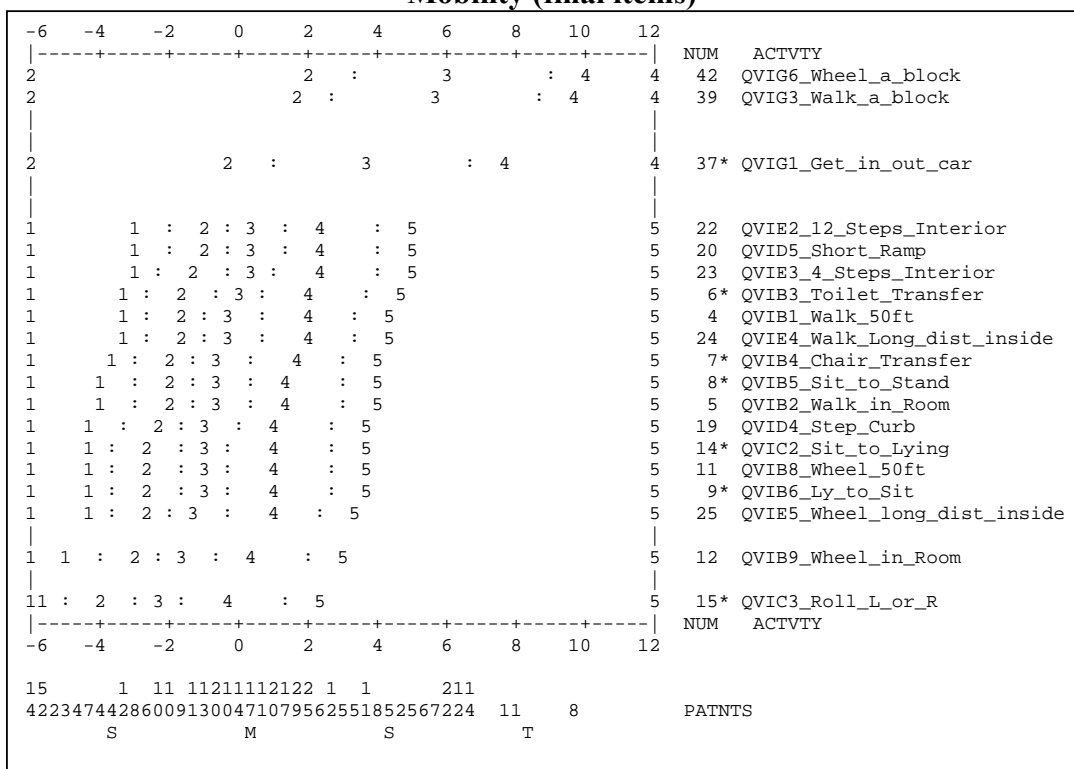 Mobility (final items)
-6 -4 -2 0 2 4 6 8 10 12
|-----+-----+-----+-----+-----+-----+-----+-----+-----| NUM ACTVTY
2 2 : 3 : 4 4 42 QVIG6_Wheel_a_block
2 2 : 3 : 4 4 39 QVIG3_Walk_a_block
| |
| |
2 2 : 3 : 4 4 37* QVIG1_Get_in_out_car
| |
| |
1 1 : 2 : 3 : 4 : 5 5 22 QVIE2_12_Steps_Interior
1 1 : 2 : 3 : 4 : 5 5 20 QVID5_Short_Ramp
1 1 : 2 : 3 : 4 : 5 5 23 QVIE3_4_Steps_Interior
1 1 : 2 : 3 : 4 : 5 5 6* QVIB3_Toilet_Transfer
1 1 : 2 : 3 : 4 : 5 5 4 QVIB1_Walk_50ft
1 1 : 2 : 3 : 4 : 5 5 24 QVIE4_Walk_Long_dist_inside
1 1 : 2 : 3 : 4 : 5 5 7* QVIB4_Chair_Transfer
1 1 : 2 : 3 : 4 : 5 5 8* QVIB5_Sit_to_Stand
1 1 : 2 : 3 : 4 : 5 5 5 QVIB2_Walk_in_Room
1 1 : 2 : 3 : 4 : 5 5 19 QVID4_Step_Curb
1 1 : 2 : 3 : 4 : 5 5 14* QVIC2_Sit_to_Lying
1 1 : 2 : 3 : 4 : 5 5 11 QVIB8_Wheel_50ft
1 1 : 2 : 3 : 4 : 5 5 9* QVIB6_Ly_to_Sit
1 1 : 2 : 3 : 4 : 5 5 25 QVIE5_Wheel_long_dist_inside
| |
1 1 : 2 : 3 : 4 : 5 5 12 QVIB9_Wheel_in_Room
| |
11 : 2 : 3 : 4 : 5 5 15* QVIC3_Roll_L_or_R
|-----+-----+-----+-----+-----+-----+-----+-----+-----| NUM ACTVTY
-6 -4 -2 0 2 4 6 8 10 12
15 1 11 11211112122 1 1 211
422347442860091300471079562551852567224 11 8 PATNTS
S M S T